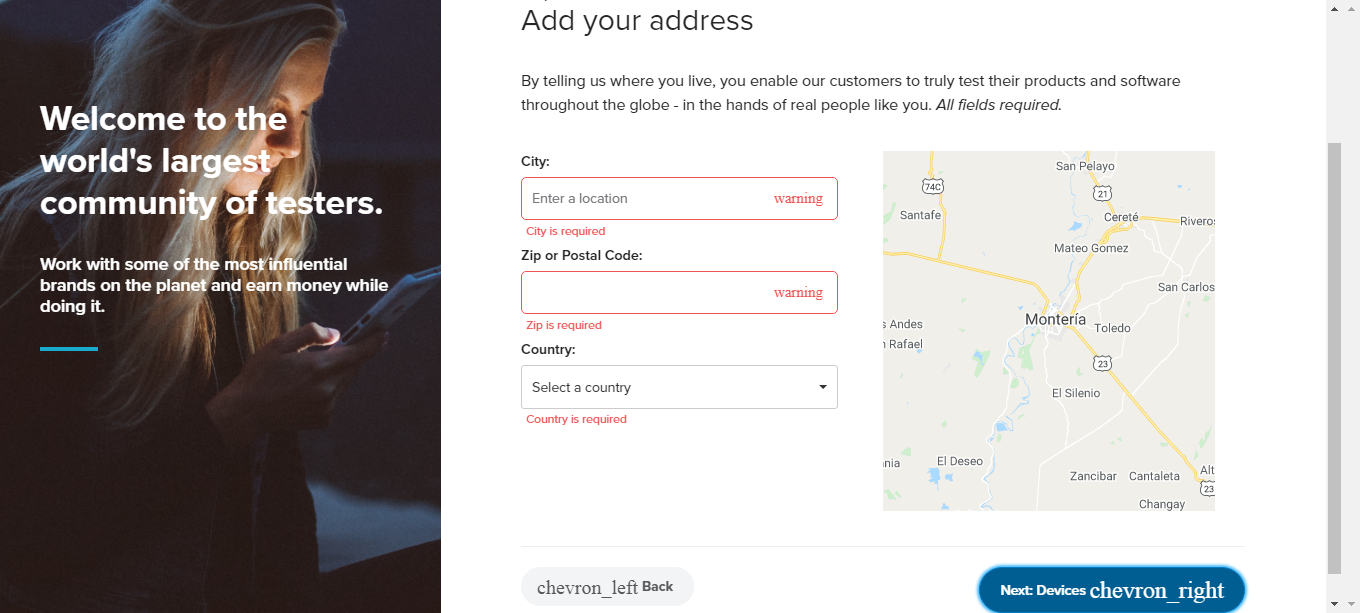 Welcome to the
world's largest
community of testers.
Work with some of the most influential
brands on the planet and earn money while
doing it.
Add your address
By telling us where you live, you enable our customers to truly test their products and software
throughout the globe - in the hands of real people like you. All fields required.
City:
Enter a location warning
City is required
Zip or Postal Code:
warning
Zip is required
Country:
Select a country
Country is required
San Pelayo
74C
21
Santafe
Cereté
Riveros
Mateo Gomez
San Carlos
Montería
s Andes
Toledo
n Rafael
23
El Silenio
El Deseo
nia
Zancibar
Cantaleta
Alt
23
Changay
chevron_left Back
Next: Devices chevron_right